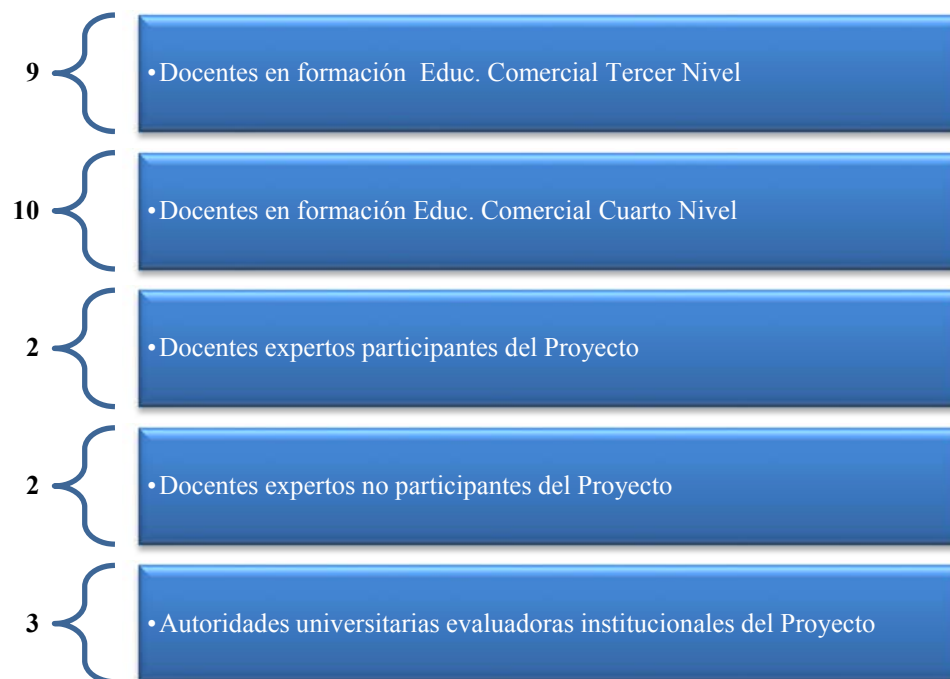 9 •Docentes en formación Educ. Comercial Tercer Nivel
10 •Docentes en formación Educ. Comercial Cuarto Nivel
2 •Docentes expertos participantes del Proyecto
2 •Docentes expertos no participantes del Proyecto
3 •Autoridades universitarias evaluadoras institucionales del Proyecto